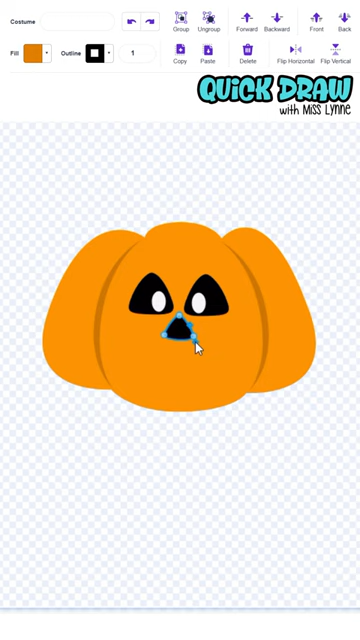 Costume
Group Ungroup Forward Backward Front Back
Fill Outline 1
Copy Paste Delete Flip Horizontal Flip Vertical
QUICK DRAW
with MISS LYNNE